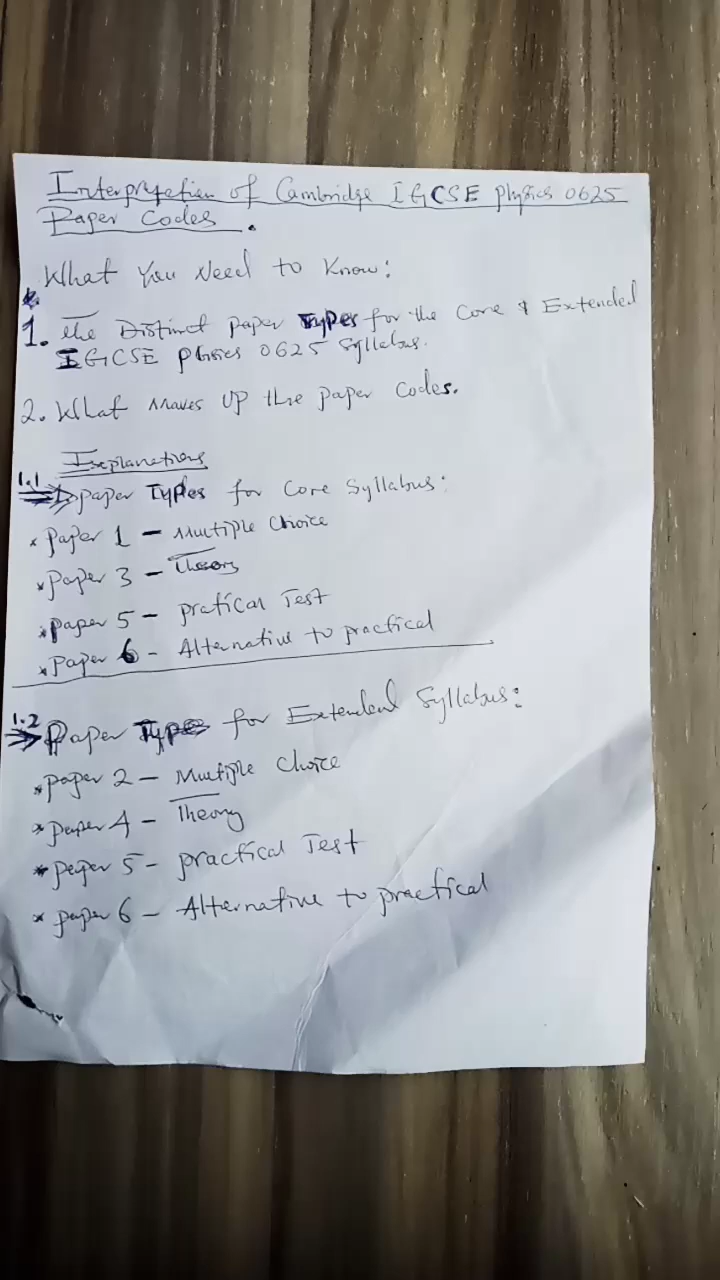 Interpretation of Cambridge IGCSE Physics 0625
Paper Codes.
What You Need to Know:
1. The Distinct Paper Types for the Core & Extended
IGCSE Physics 0625 Syllabus.
2. What Makes Up the paper Codes.
Explanations
1.1 paper Types for Core Syllabus:
* Paper 1 - Multiple Choice
* Paper 3 - Theory
* paper 5 - pratical Test
* paper 6 - Alternative to practical
1.2 Paper Type for Extended Syllabus:
* paper 2 - Multiple Choice
* paper 4 - Theory
* paper 5 - practical Test
* paper 6 - Alternative to practical